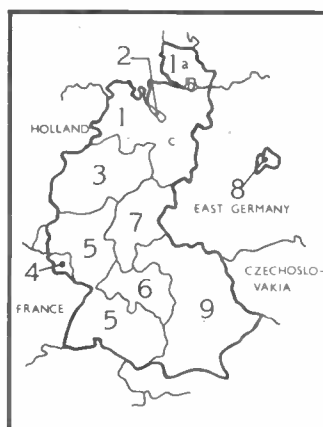 1a
2
B
1
HOLLAND
c
3
8
EAST GERMANY
7
5
4
CZECHOSLO-
VAKIA
6
FRANCE
9
5